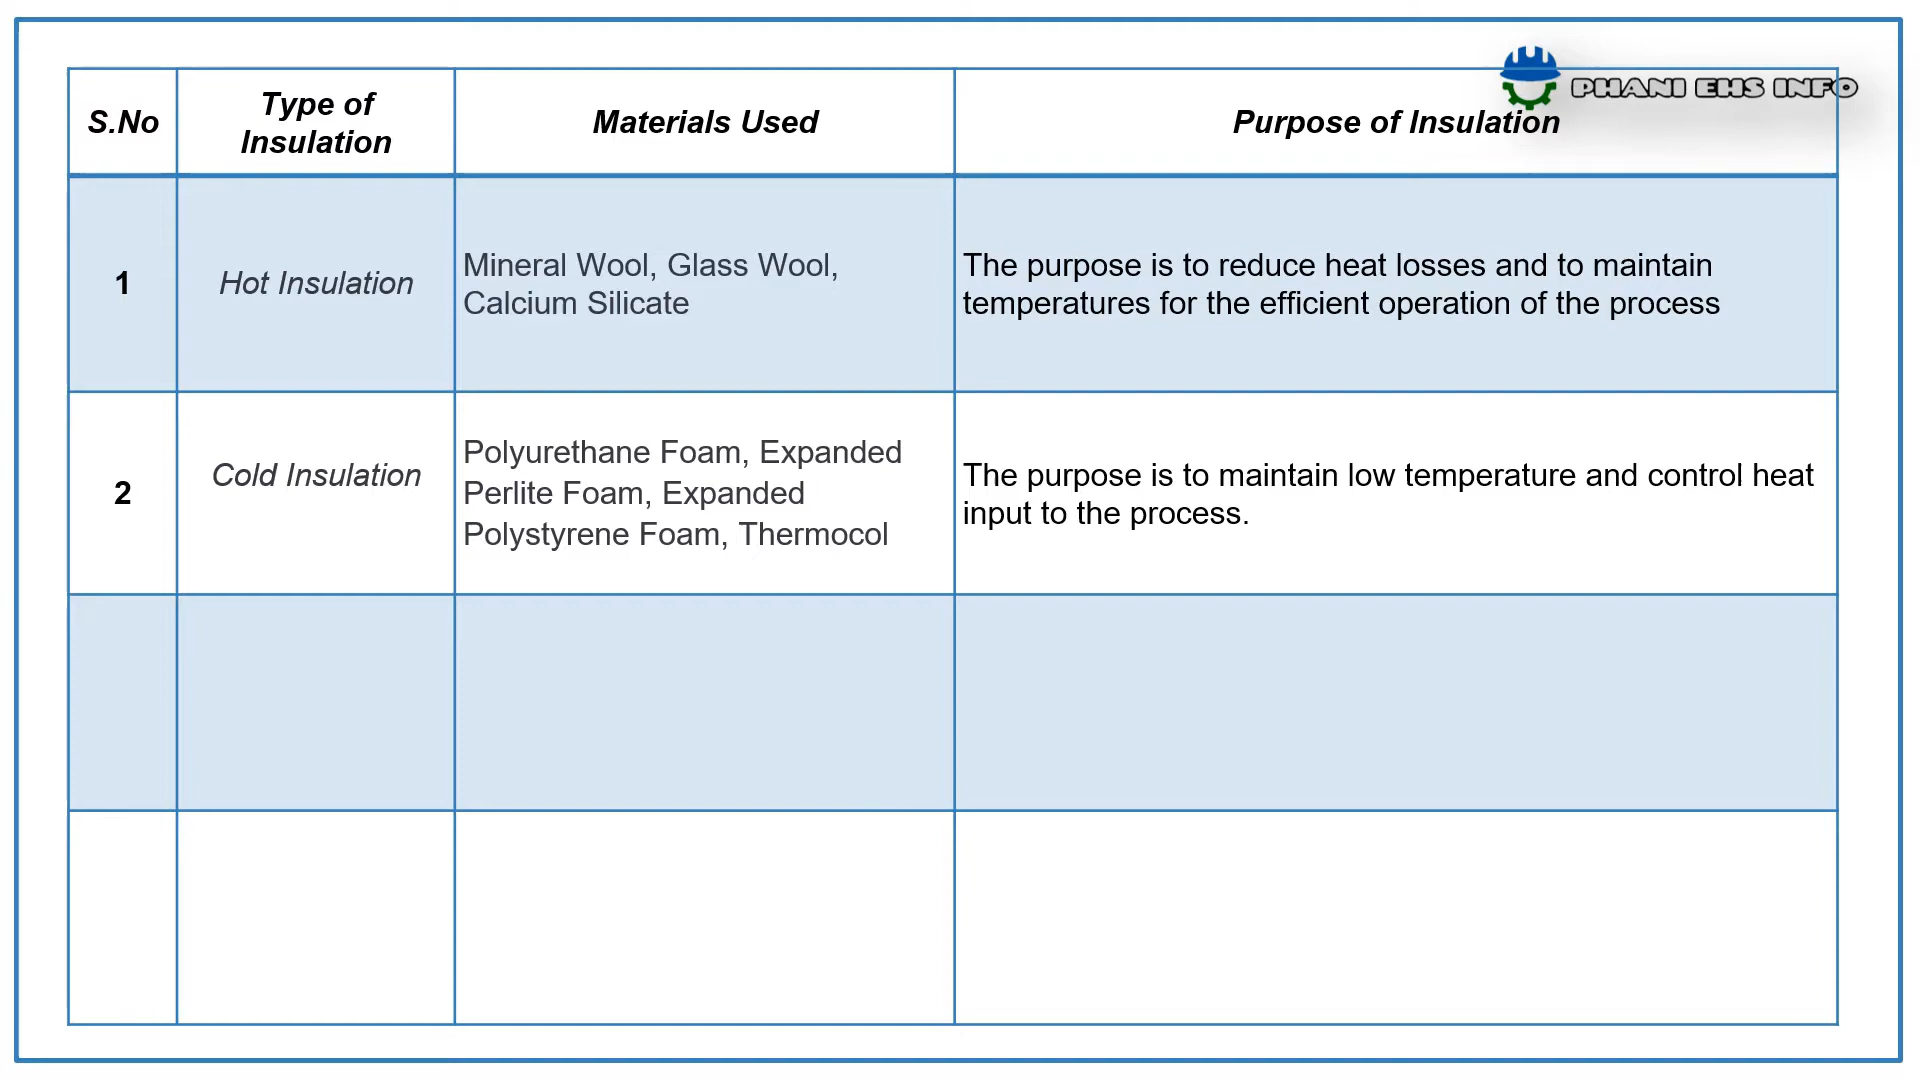 PHANI EHS INFO
S.No
Type of
Insulation
Materials Used
Purpose of Insulation
1
Hot Insulation
Mineral Wool, Glass Wool,
Calcium Silicate
The purpose is to reduce heat losses and to maintain
temperatures for the efficient operation of the process
2
Cold Insulation
Polyurethane Foam, Expanded
Perlite Foam, Expanded
Polystyrene Foam, Thermocol
The purpose is to maintain low temperature and control heat
input to the process.